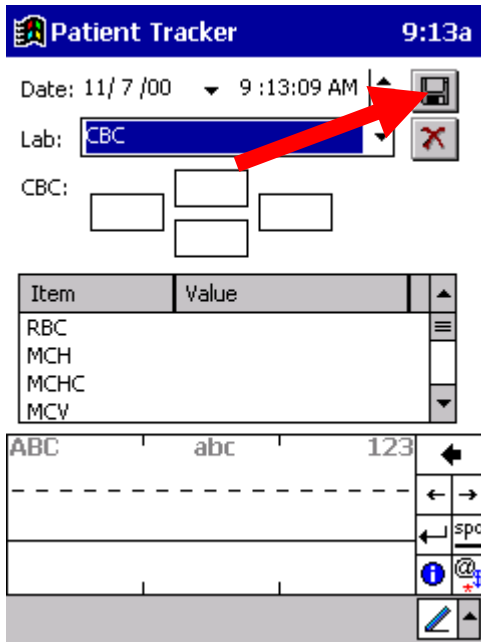 Patient Tracker 9:13a
Date: 11/ 7 /00 9 :13:09 AM
Lab: CBC
CBC:
Item Value
RBC
MCH
MCHC
MCV
ABC abc 123
spc
@